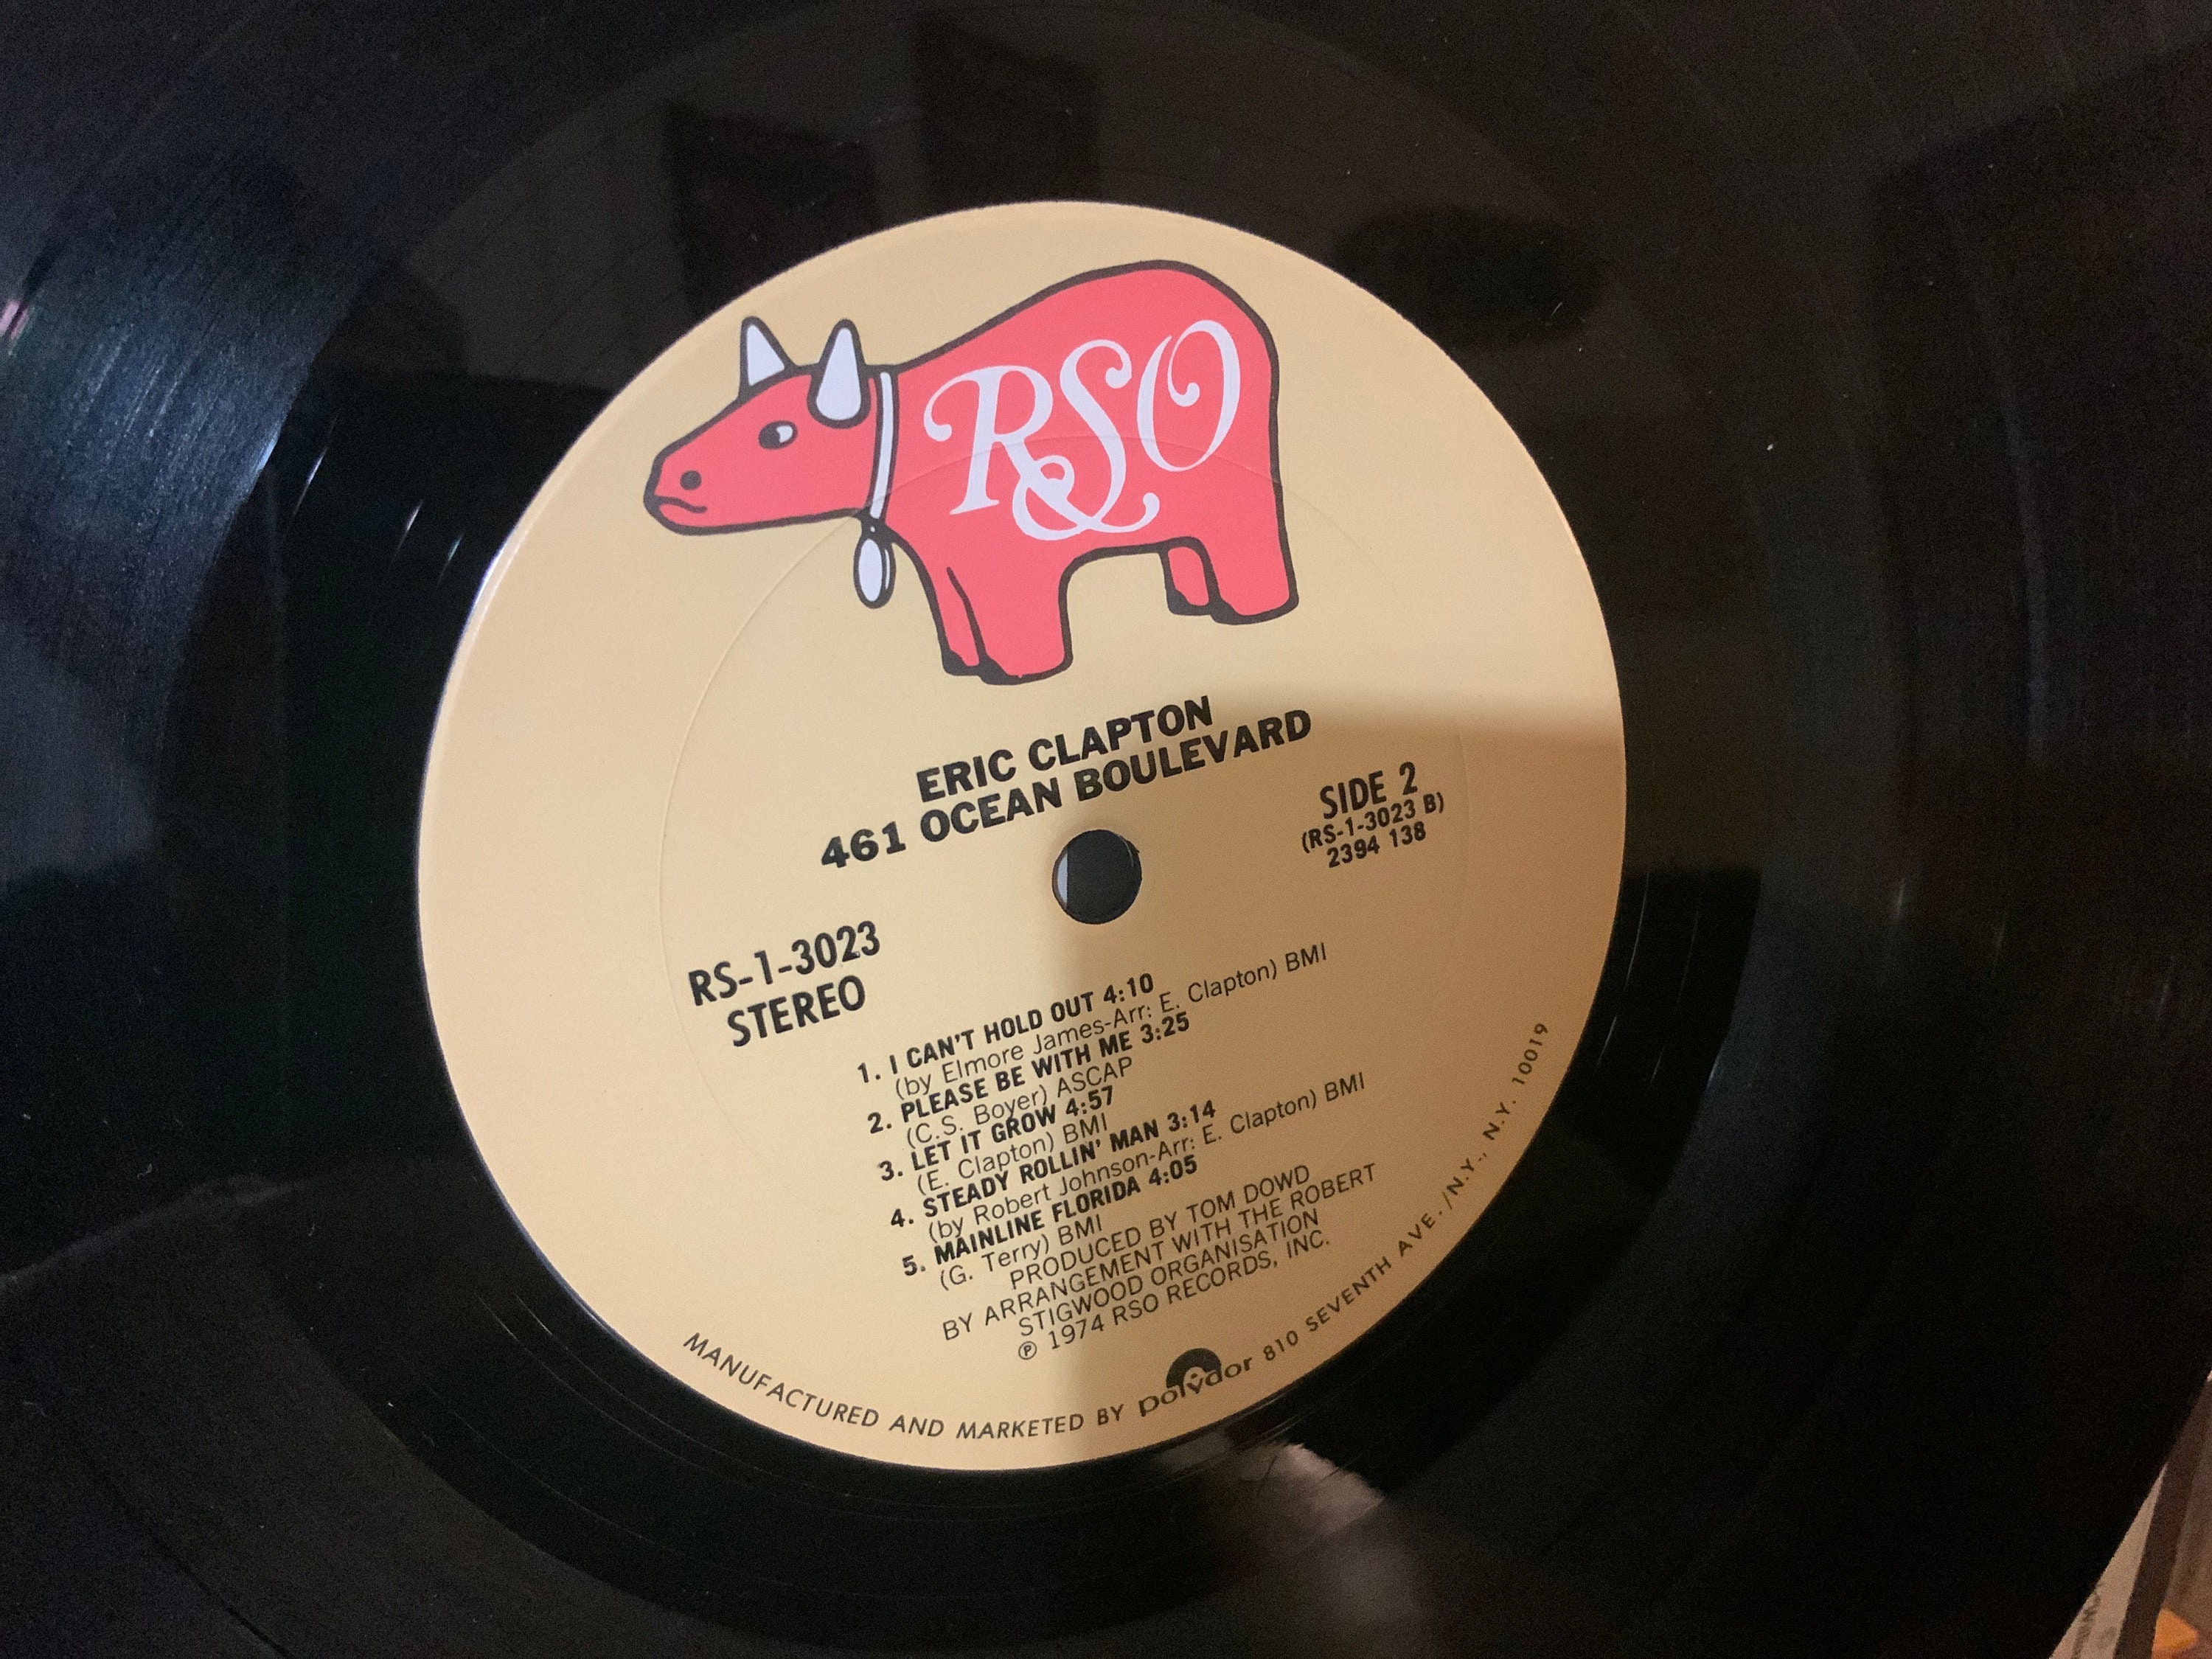 RSO
ERIC CLAPTON
461 OCEAN BOULEVARD
SIDE 2
(RS-1-3023 B)
2394 138
RS-1-3023
STEREO
1. I CAN'T HOLD OUT 4:10
(by Elmore James-Arr: E. Clapton) BMI
2. PLEASE BE WITH ME 3:25
(C.S. Boyer) ASCAP
3. LET IT GROW 4:57
(E. Clapton) BMI
4. STEADY ROLLIN' MAN 3:14
(by Robert Johnson-Arr: E. Clapton) BMI
5. MAINLINE FLORIDA 4:05
(G. Terry) BMI
PRODUCED BY TOM DOWD
BY ARRANGEMENT WITH THE ROBERT
STIGWOOD ORGANISATION
℗ 1974 RSO RECORDS, INC.
MANUFACTURED AND MARKETED BY polydor 810 SEVENTH AVE./N.Y., N.Y. 10019